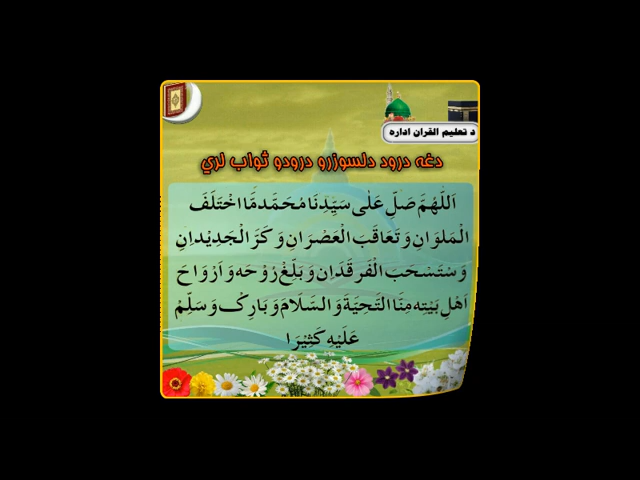 د تعلیم القران اداره
دغه درود دلسوزرو درودو ثواب لري
اَللّٰهُمَّ صَلِّ عَلٰى سَيِّدِنَا مُحَمَّدٍ مَّا اخْتَلَفَ
الْمَلَوَانِ وَتَعَاقَبَ الْعَصْرَانِ وَكَرَّ الْجَدِيْدَانِ
وَسْتَسْحَبَ الْفَرْقَدَانِ وَبَلِّغْ رُوْحَه وَاَرْوَاحَ
اَهْلِ بَيْتِه مِنَّا التَّحِيَّةَ وَالسَّلَامَ وَبَارِكْ وَسَلِّمْ
عَلَيْهِ كَثِيْرًا